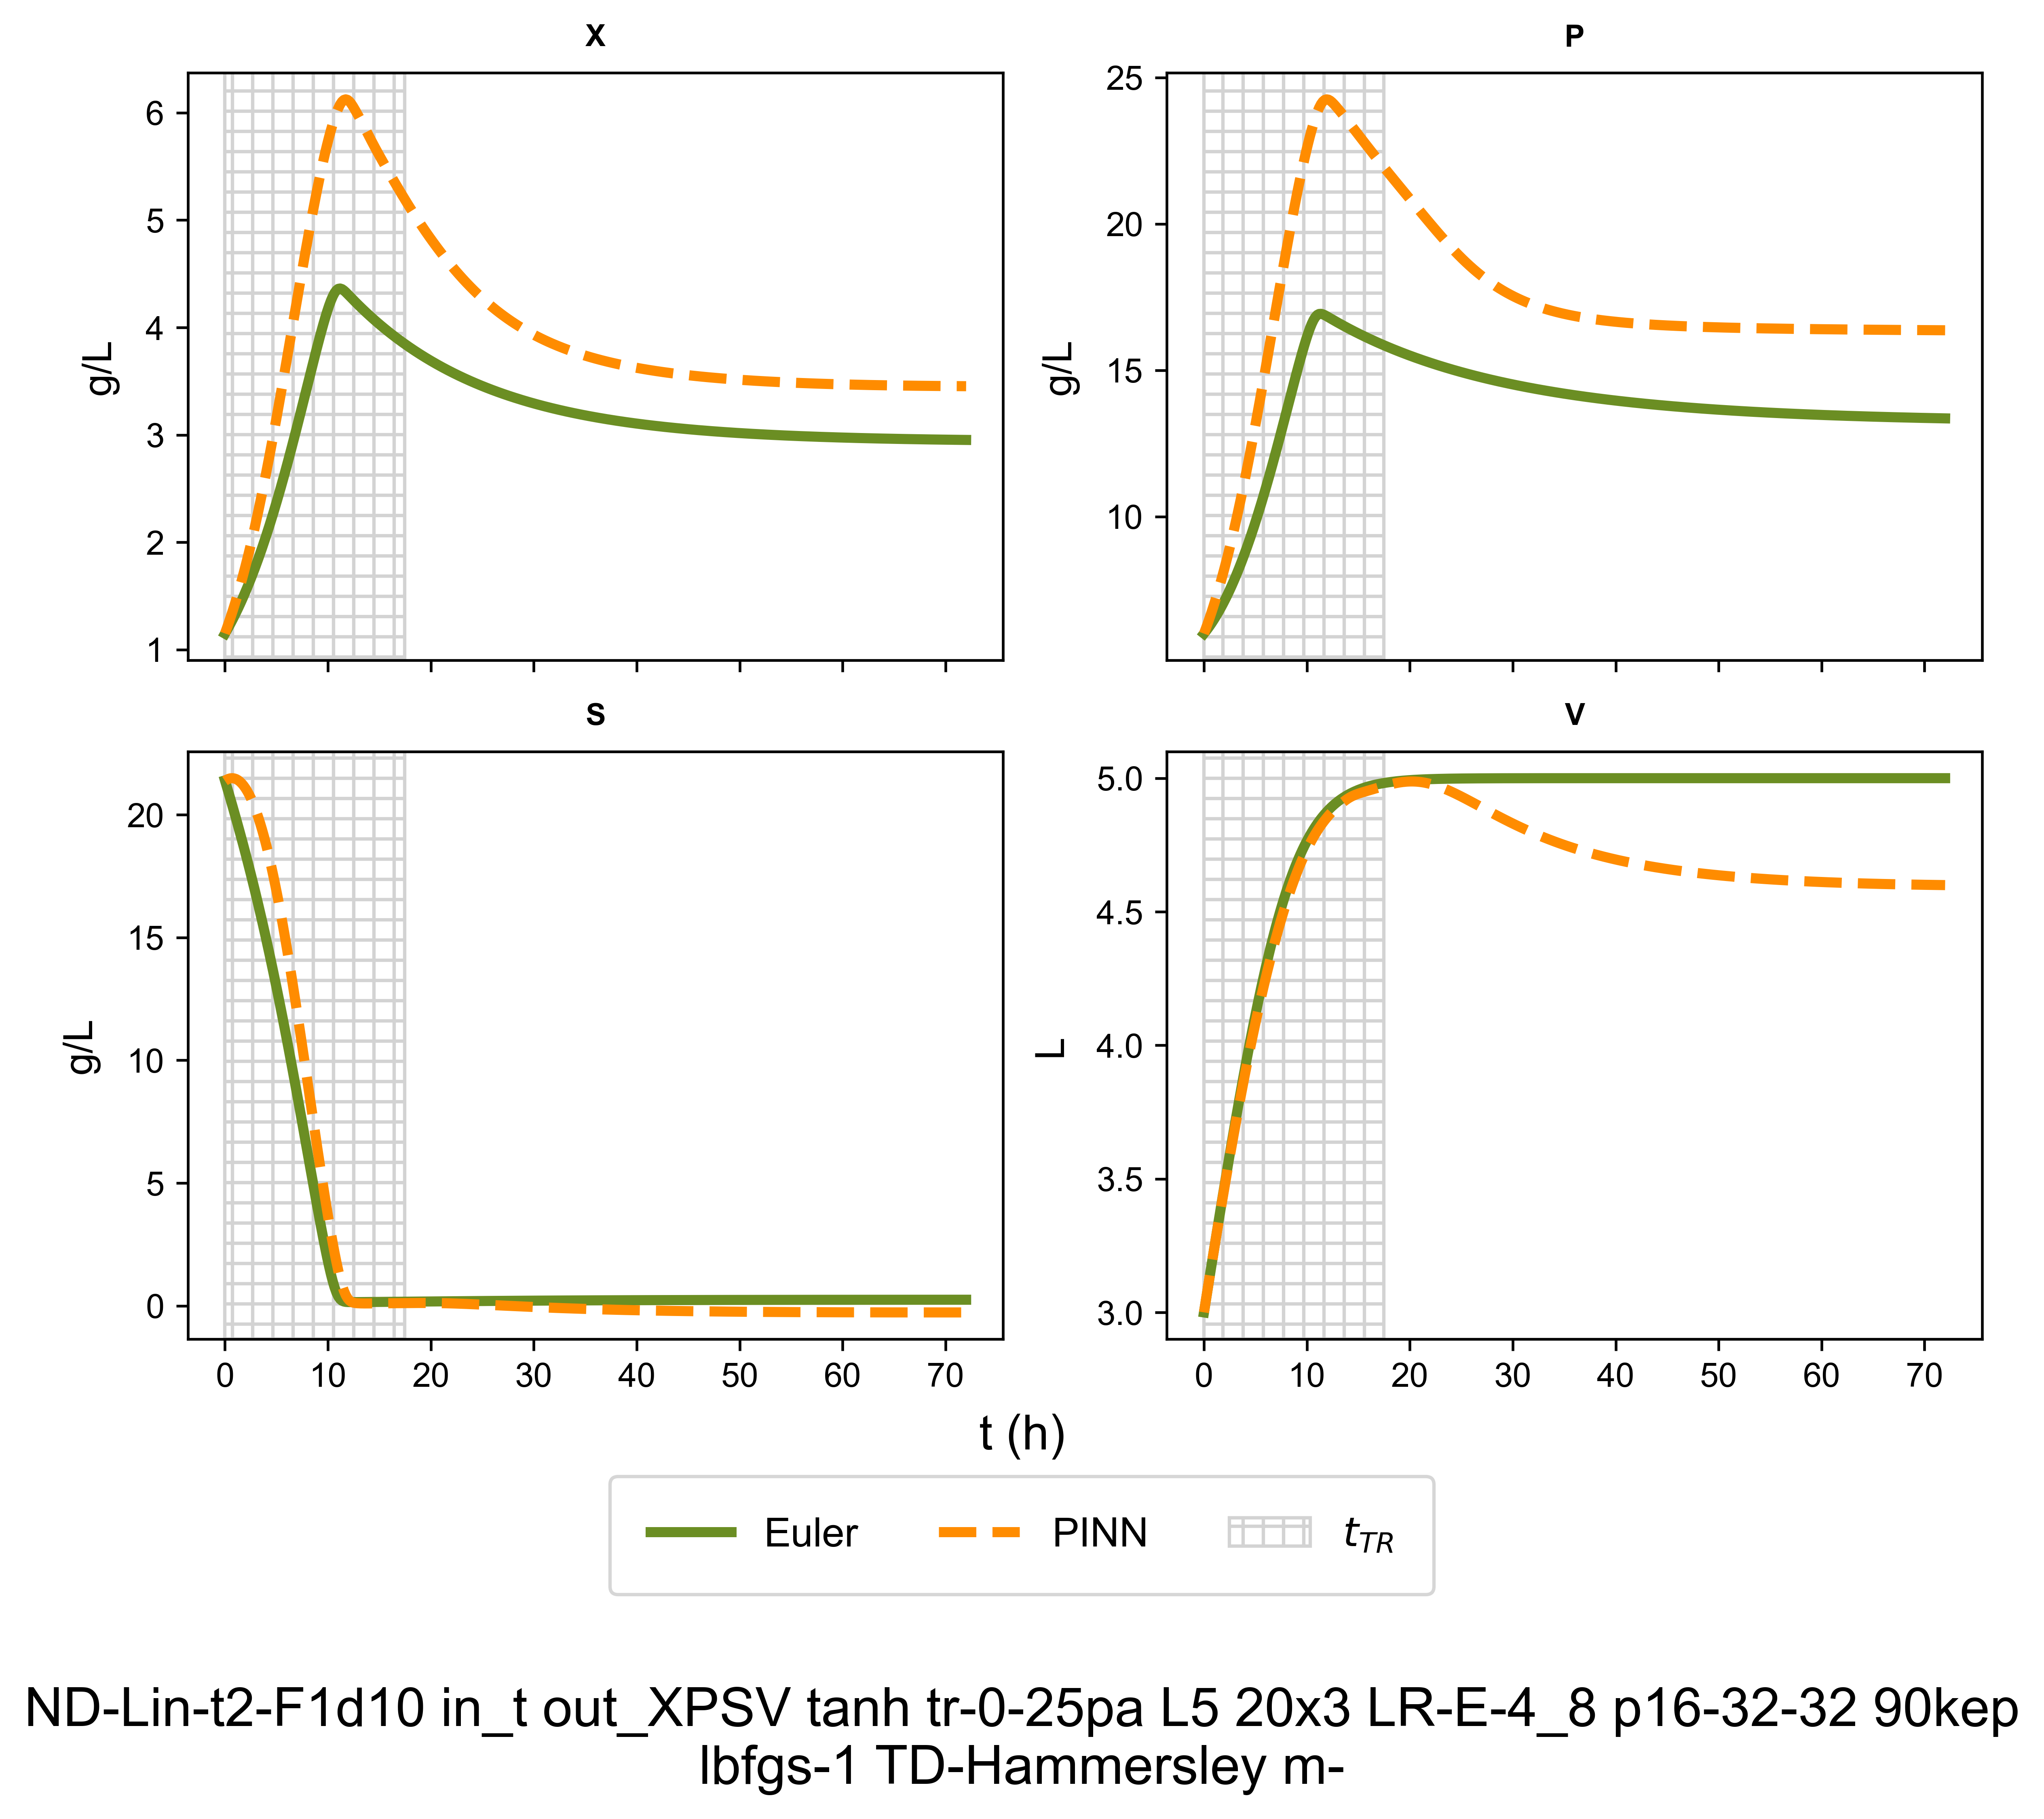 X
P
6
5
4
3
2
1
g/L
25
20
15
10
g/L
S
V
20
15
10
5
0
g/L
0 10 20 30 40 50 60 70
5.0
4.5
4.0
3.5
3.0
L
0 10 20 30 40 50 60 70
t (h)
Euler PINN t_TR
ND-Lin-t2-F1d10 in_t out_XPSV tanh tr-0-25pa L5 20x3 LR-E-4_8 p16-32-32 90kep
lbfgs-1 TD-Hammersley m-